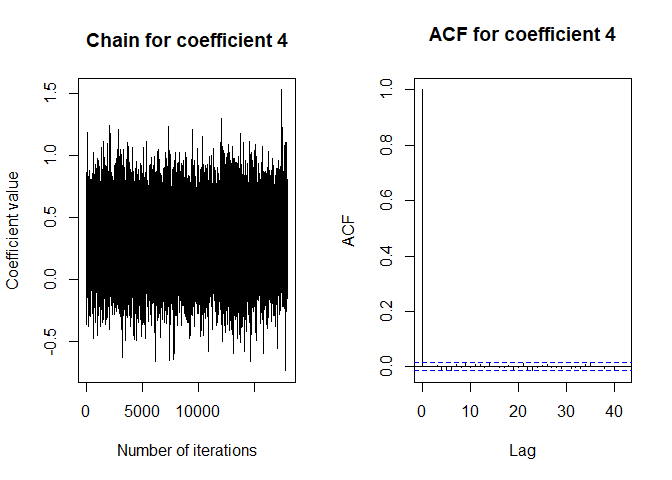 Chain for coefficient 4
Coefficient value
-0.5 0.0 0.5 1.0 1.5
0 5000 10000
Number of iterations
ACF for coefficient 4
ACF
0.0 0.2 0.4 0.6 0.8 1.0
0 10 20 30 40
Lag